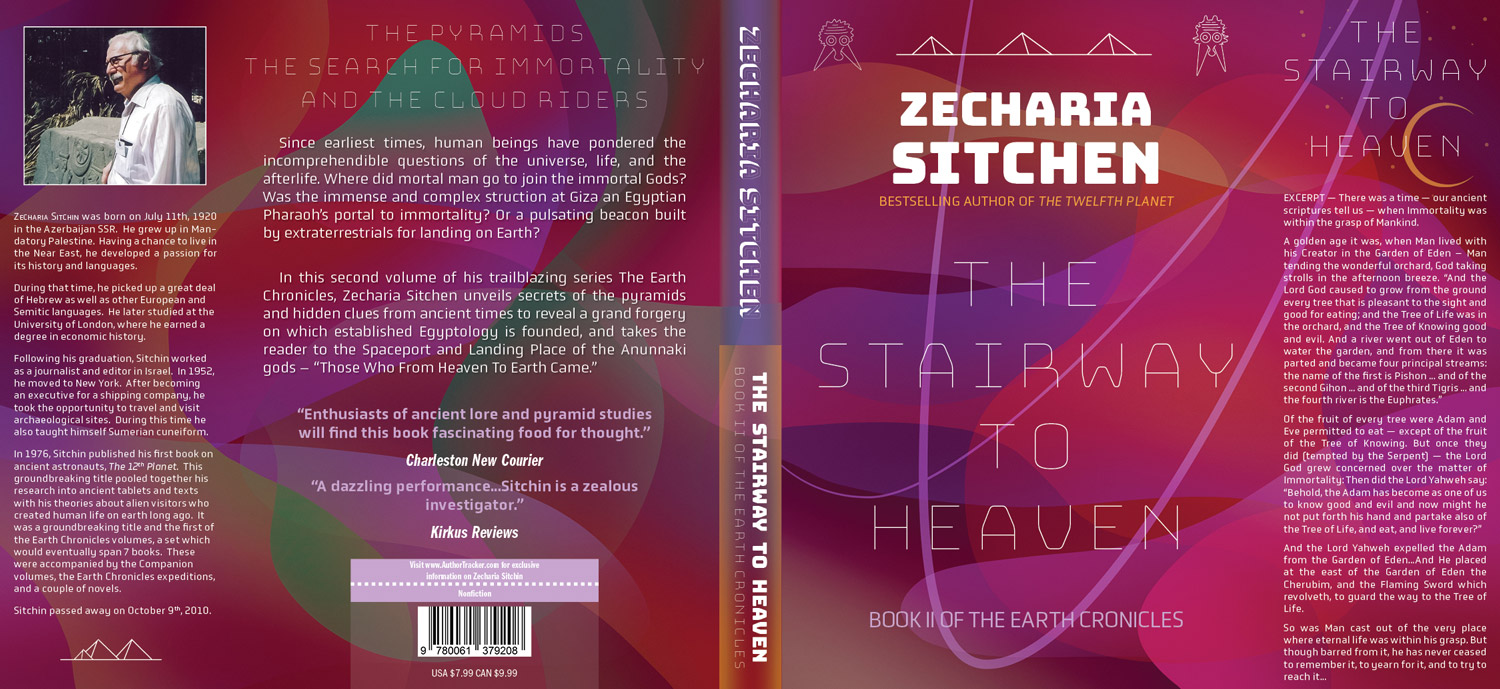 Zecharia Sitchin was born on July 11th, 1920
in the Azerbaijan SSR. He grew up in Man-
datory Palestine. Having a chance to live in
the Near East, he developed a passion for
its history and languages.
During that time, he picked up a great deal
of Hebrew as well as other European and
Semitic languages. He later studied at the
University of London, where he earned a
degree in economic history.
Following his graduation, Sitchin worked
as a journalist and editor in Israel. In 1952,
he moved to New York. After becoming
an executive for a shipping company, he
took the opportunity to travel and visit
archaeological sites. During this time he
also taught himself Sumerian cuneiform.
In 1976, Sitchin published his first book on
ancient astronauts, The 12th Planet. This
groundbreaking title pooled together his
research into ancient tablets and texts
with his theories about alien visitors who
created human life on earth long ago. It
was a groundbreaking title and the first of
the Earth Chronicles volumes, a set which
would eventually span 7 books. These
were accompanied by the Companion
volumes, the Earth Chronicles expeditions,
and a couple of novels.
Sitchin passed away on October 9th, 2010.
THE PYRAMIDS
THE SEARCH FOR IMMORTALITY
AND THE CLOUD RIDERS
Since earliest times, human beings have pondered the
incomprehendible questions of the universe, life, and the
afterlife. Where did mortal man go to join the immortal Gods?
Was the immense and complex struction at Giza an Egyptian
Pharaoh's portal to immortality? Or a pulsating beacon built
by extraterrestrials for landing on Earth?
In this second volume of his trailblazing series The Earth
Chronicles, Zecharia Sitchen unveils secrets of the pyramids
and hidden clues from ancient times to reveal a grand forgery
on which established Egyptology is founded, and takes the
reader to the Spaceport and Landing Place of the Anunnaki
gods – “Those Who From Heaven To Earth Came.”
“Enthusiasts of ancient lore and pyramid studies
will find this book fascinating food for thought.”
Charleston New Courier
“A dazzling performance...Sitchin is a zealous
investigator.”
Kirkus Reviews
Visit www.AuthorTracker.com for exclusive
information on Zecharia Sitchin
Nonfiction
9 780061 379208
USA $7.99 CAN $9.99
ZECHARIA SITCHEN
THE STAIRWAY TO HEAVEN
BOOK II OF THE EARTH CRONICLES
ZECHARIA
SITCHEN
BESTSELLING AUTHOR OF THE TWELFTH PLANET
THE
STAIRWAY
TO
HEAVEN
BOOK II OF THE EARTH CRONICLES
THE
STAIRWAY
TO
HEAVEN
EXCERPT — There was a time — our ancient
scriptures tell us — when Immortality was
within the grasp of Mankind.
A golden age it was, when Man lived with
his Creator in the Garden of Eden — Man
tending the wonderful orchard, God taking
strolls in the afternoon breeze. “And the
Lord God caused to grow from the ground
every tree that is pleasant to the sight and
good for eating; and the Tree of Life was in
the orchard, and the Tree of Knowing good
and evil. And a river went out of Eden to
water the garden, and from there it was
parted and became four principal streams:
the name of the first is Pishon ... and of the
second Gihon ... and of the third Tigris ... and
the fourth river is the Euphrates.”
Of the fruit of every tree were Adam and
Eve permitted to eat — except of the fruit
of the Tree of Knowing. But once they
did (tempted by the Serpent) — the Lord
God grew concerned over the matter of
Immortality: Then did the Lord Yahweh say:
“Behold, the Adam has become as one of us
to know good and evil and now might he
not put forth his hand and partake also of
the Tree of Life, and eat, and live forever?”
And the Lord Yahweh expelled the Adam
from the Garden of Eden...And He placed
at the east of the Garden of Eden the
Cherubin, and the Flaming Sword which
revolveth, to guard the way to the Tree of
Life.
So was Man cast out of the very place
where eternal life was within his grasp. But
though barred from it, he has never ceased
to remember it, to yearn for it, and to try to
reach it...